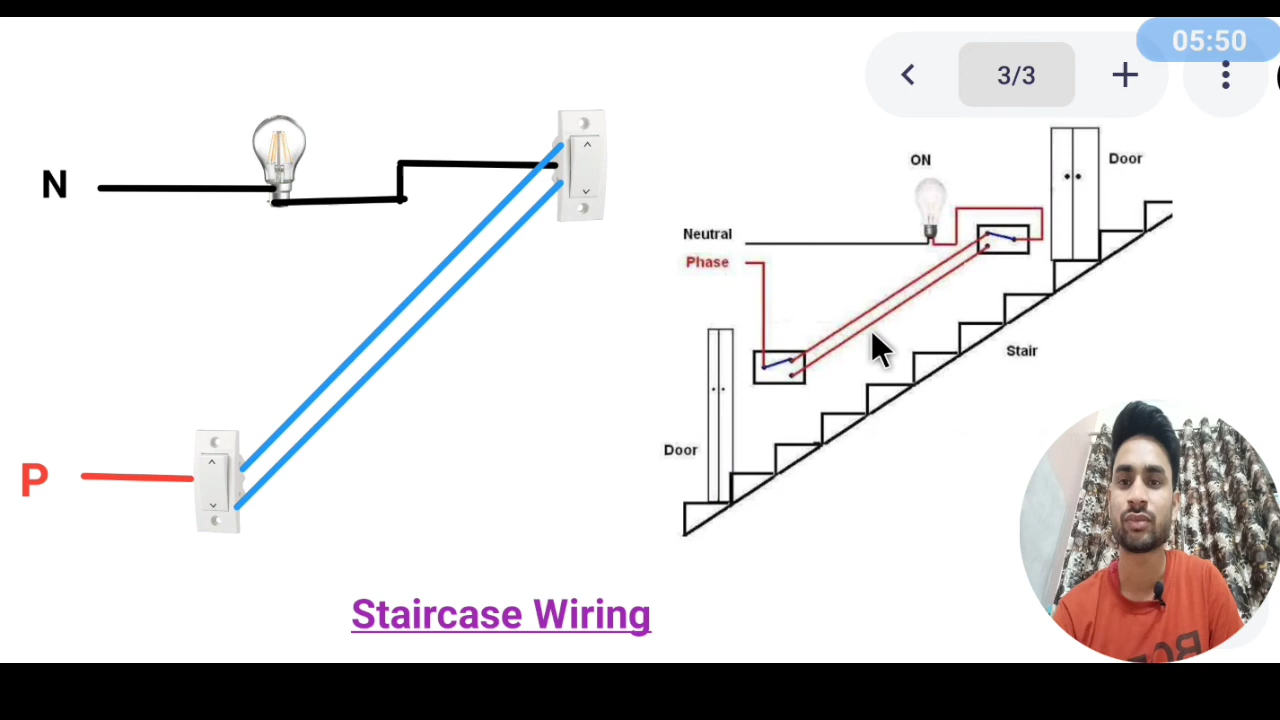 05:50
3/3
N
P
Staircase Wiring
ON
Door
Neutral
Phase
Stair
Door